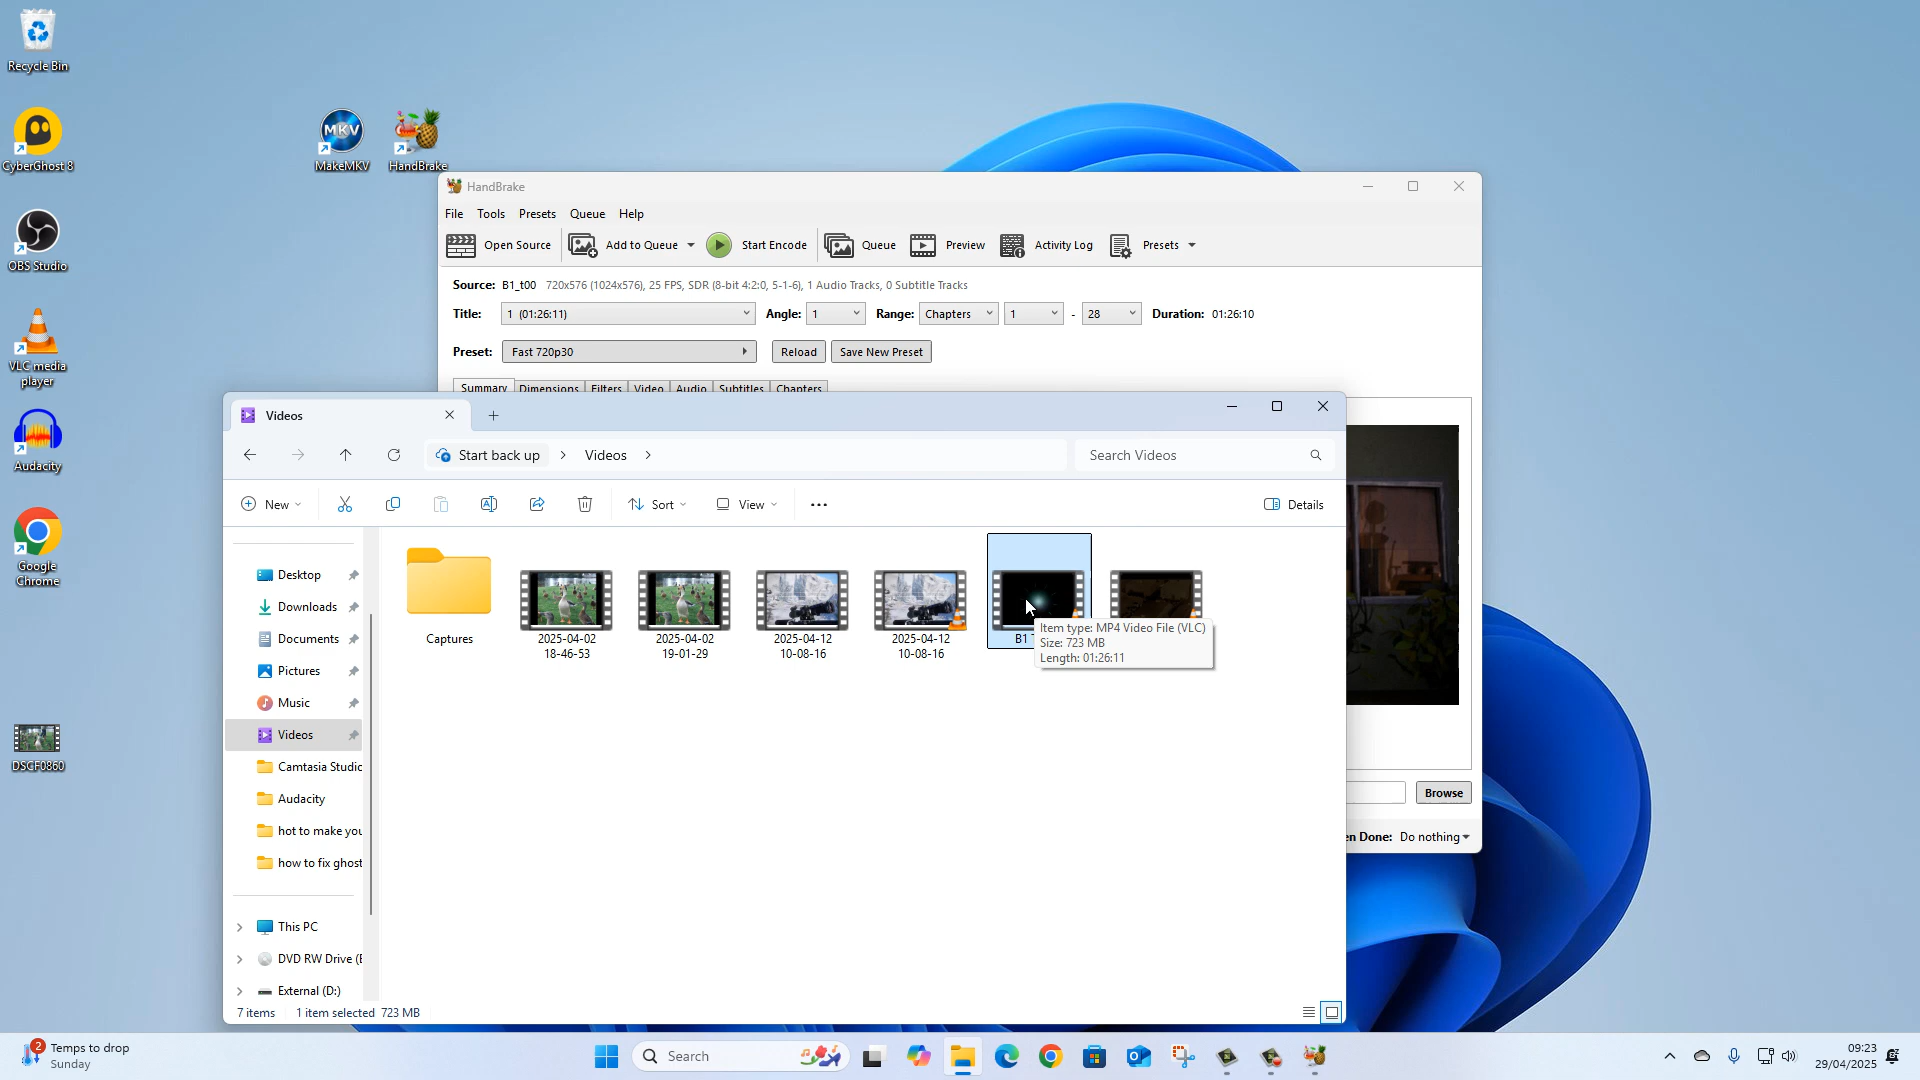 Recycle Bin
CyberGhost 8
OBS Studio
VLC media
player
Audacity
Google
Chrome
DSCF0860
MKV
MakeMKV
HandBrake
HandBrake
File Tools Presets Queue Help
Open Source Add to Queue Start Encode Queue Preview Activity Log Presets
Source: B1_t00 720x576 (1024x576), 25 FPS, SDR (8-bit 4:2:0, 5-1-6), 1 Audio Tracks, 0 Subtitle Tracks
Title: 1 (01:26:11) Angle: 1 Range: Chapters 1 - 28 Duration: 01:26:10
Preset: Fast 720p30 Reload Save New Preset
Summary Dimensions Filters Video Audio Subtitles Chapters
Videos
Start back up > Videos > Search Videos
New Sort View Details
Desktop
Downloads
Documents
Pictures
Music
Videos
Camtasia Studio
Audacity
hot to make you
how to fix ghost
This PC
DVD RW Drive (E
External (D:)
Captures
2025-04-02
18-46-53
2025-04-02
19-01-29
2025-04-12
10-08-16
2025-04-12
10-08-16
B1
Item type: MP4 Video File (VLC)
Size: 723 MB
Length: 01:26:11
7 items 1 item selected 723 MB
Browse
en Done: Do nothing
2
Temps to drop
Sunday
Search
09:23
29/04/2025